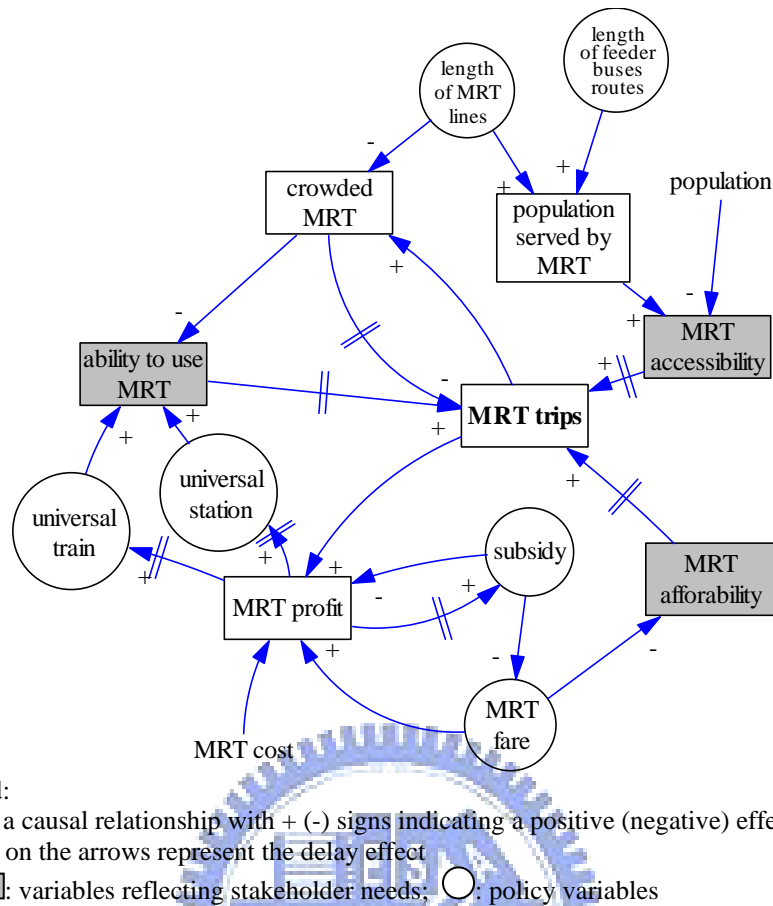 length
of MRT
lines
length
of feeder
buses
routes
-
+
+
population
crowded
MRT
population
served by
MRT
+
-
+
-
MRT
accessibility
+
ability to use
MRT
-
MRT trips
+
+
+
universal
train
universal
station
+
+
+
subsidy
+
-
MRT
afforability
MRT profit
+
+
-
-
MRT
fare
MRT cost
:
a causal relationship with + (-) signs indicating a positive (negative) effe
on the arrows represent the delay effect
: variables reflecting stakeholder needs; : policy variables